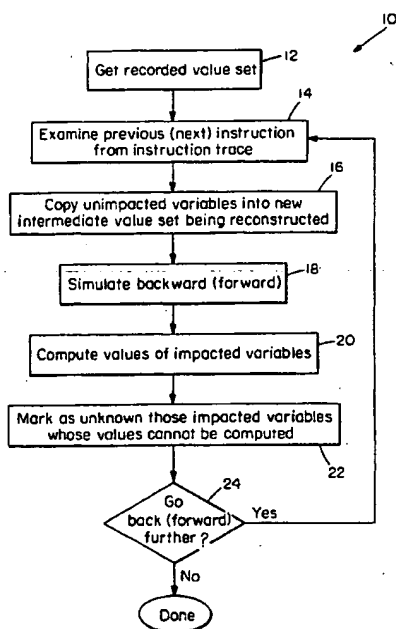 10
12
Get recorded value set
14
Examine previous (next) instruction
from instruction trace
16
Copy unimpacted variables into new
intermediate value set being reconstructed
18
Simulate backward (forward)
20
Compute values of impacted variables
Mark as unknown those impacted variables
whose values cannot be computed
22
24
Go
back (forward)
further ?
Yes
No
Done